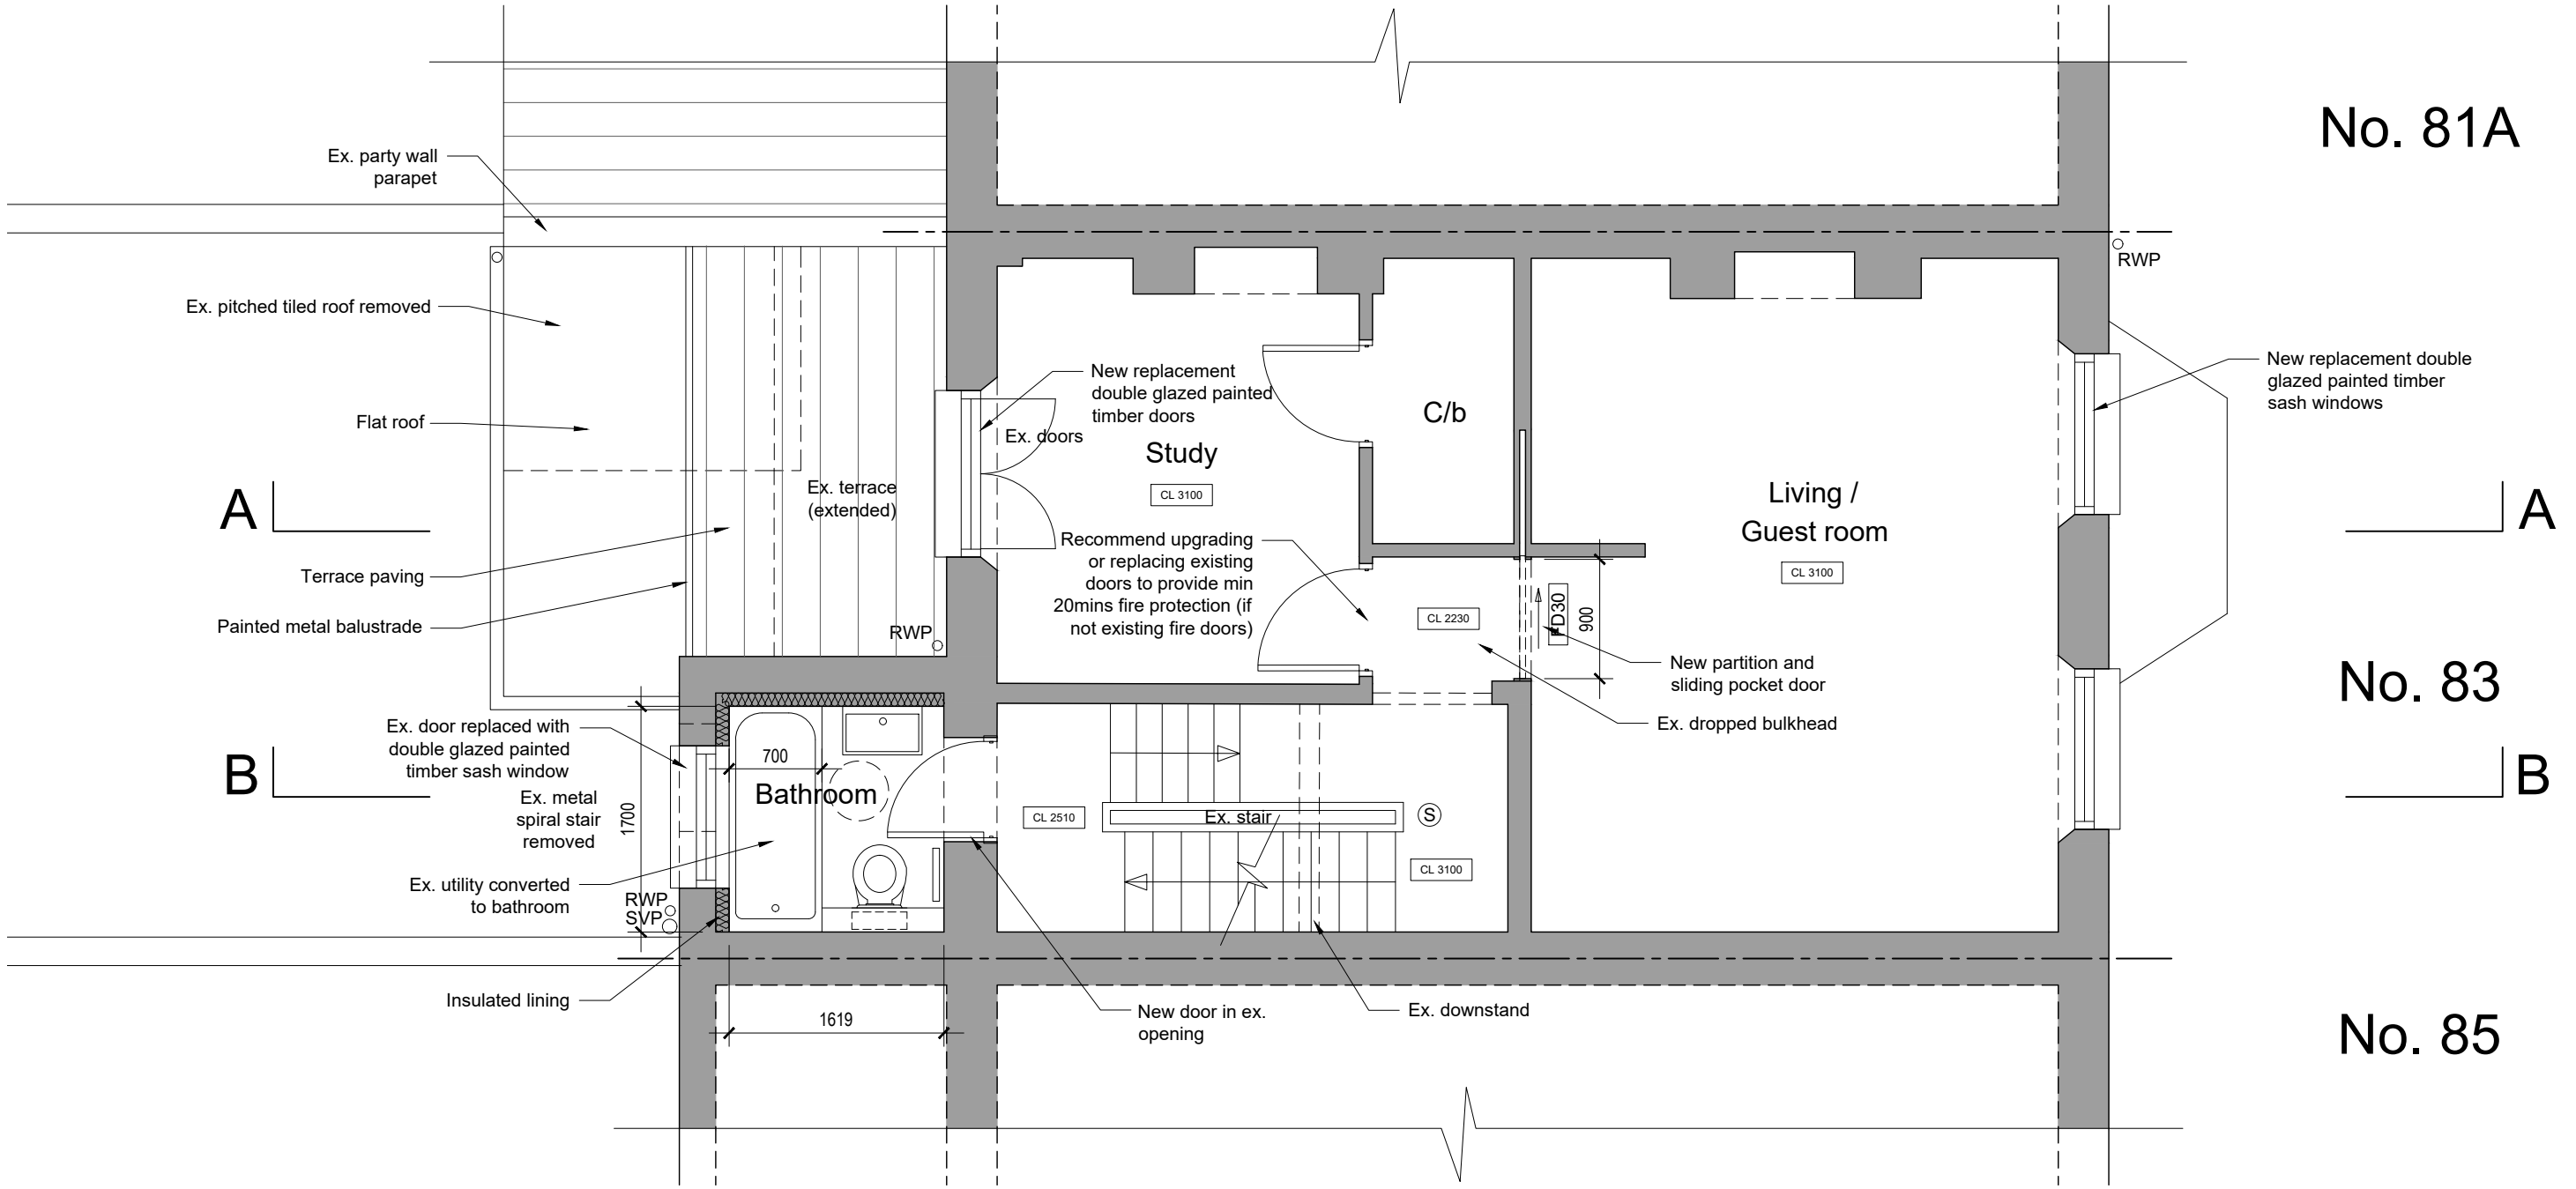 No. 81A
Ex. party wall
parapet
RWP
Ex. pitched tiled roof removed
New replacement
double glazed painted
timber doors
New replacement double
glazed painted timber
sash windows
Flat roof
Ex. doors
C/b
Study
CL 3100
Ex. terrace
(extended)
Living /
Guest room
CL 3100
A
A
Recommend upgrading
or replacing existing
doors to provide min
20mins fire protection (if
not existing fire doors)
Terrace paving
Painted metal balustrade
RWP
CL 2230
FD30
900
New partition and
sliding pocket door
No. 83
Ex. dropped bulkhead
Ex. door replaced with
double glazed painted
timber sash window
700
B
Bathroom
B
Ex. metal
spiral stair
removed
1700
CL 2510
Ex. stair
S
CL 3100
Ex. utility converted
to bathroom
RWP
SVP
Insulated lining
1619
New door in ex.
opening
Ex. downstand
No. 85